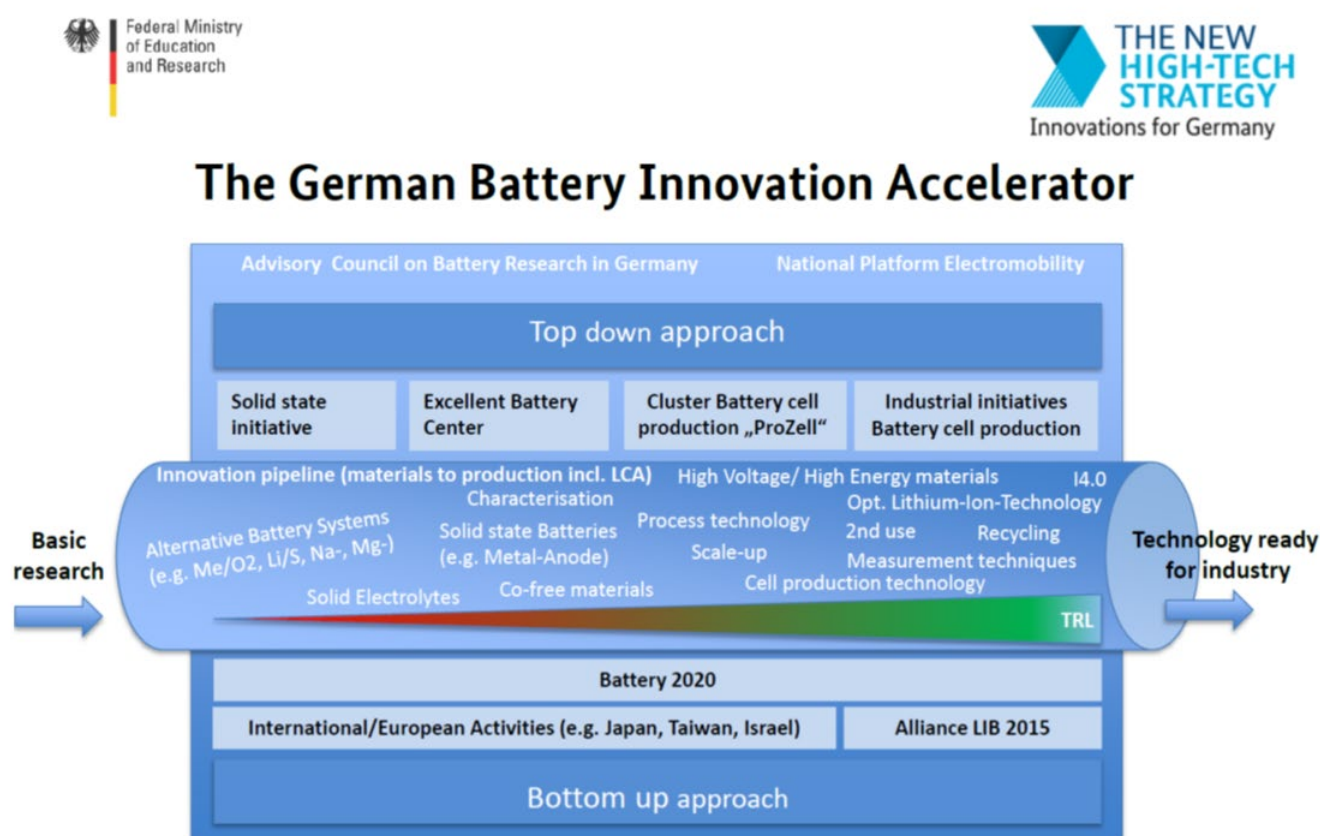 Federal Ministry
of Education
and Research
THE NEW
HIGH-TECH
STRATEGY
Innovations for Germany
The German Battery Innovation Accelerator
Advisory Council on Battery Research in Germany
National Platform Electromobility
Top down approach
Solid state
initiative
Excellent Battery
Center
Cluster Battery cell
production „ProZell“
Industrial initiatives
Battery cell production
Innovation pipeline (materials to production incl. LCA)
High Voltage/ High Energy materials
I4.0
Characterisation
Opt. Lithium-Ion-Technology
Alternative Battery Systems
(e.g. Me/O2, Li/S, Na-, Mg-)
Solid state Batteries
(e.g. Metal-Anode)
Process technology
2nd use
Recycling
Scale-up
Measurement techniques
Solid Electrolytes
Co-free materials
Cell production technology
TRL
Basic
research
Technology ready
for industry
Battery 2020
International/European Activities (e.g. Japan, Taiwan, Israel)
Alliance LIB 2015
Bottom up approach